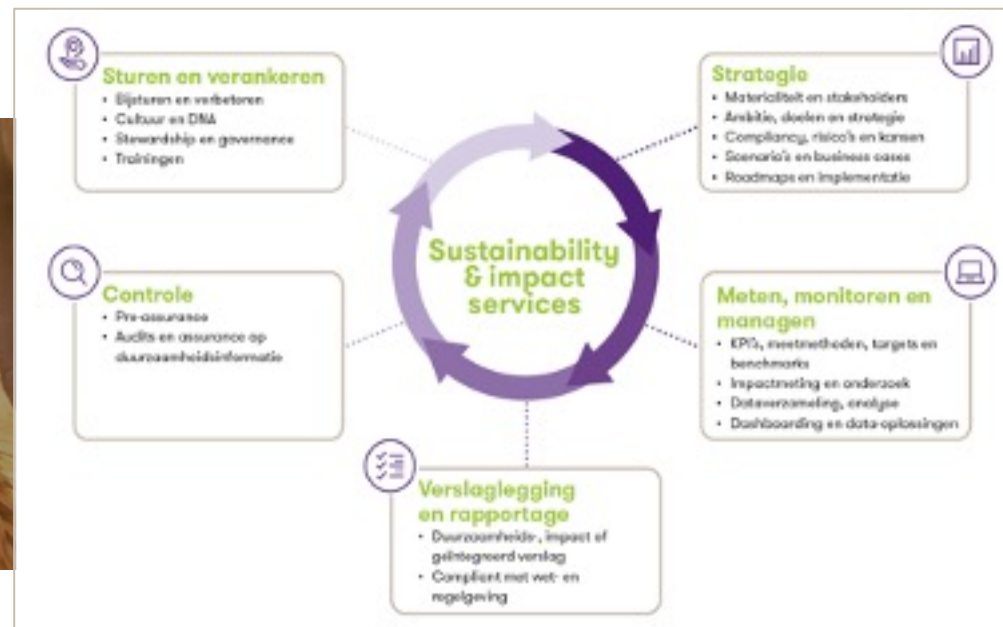 Sturen en verankeren
• Bijsturen en verbeteren
• Cultuur en DNA
• Stewardship en governance
• Trainingen
Strategie
• Materialiteit en stakeholders
• Ambitie, doelen en strategie
• Compliancy, risico's en kansen
• Scenario's en business cases
• Roadmaps en implementatie
Sustainability
& impact
services
Controle
• Pre-assurance
• Audits en assurance op
duurzaamheidsinformatie
Meten, monitoren en
managen
• KPI's, meetmethoden, targets en
benchmarks
• Impactmeting en onderzoek
• Dataverzameling, analyse
• Dashboarding en data-oplossingen
Verslaglegging
en rapportage
• Duurzaamheids-, impact of
geïntegreerd verslag
• Compliant met wet- en
regelgeving